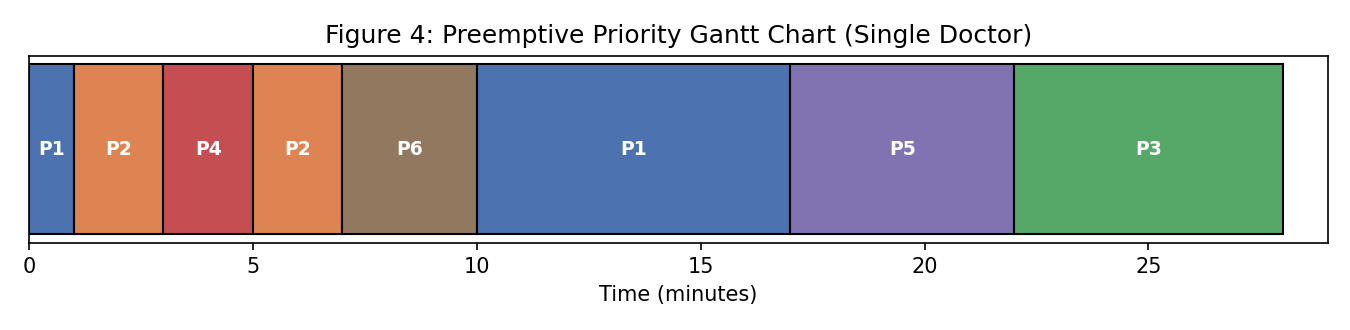 Figure 4: Preemptive Priority Gantt Chart (Single Doctor)
P1 P2 P4 P2 P6 P1 P5 P3
0 5 10 15 20 25
Time (minutes)